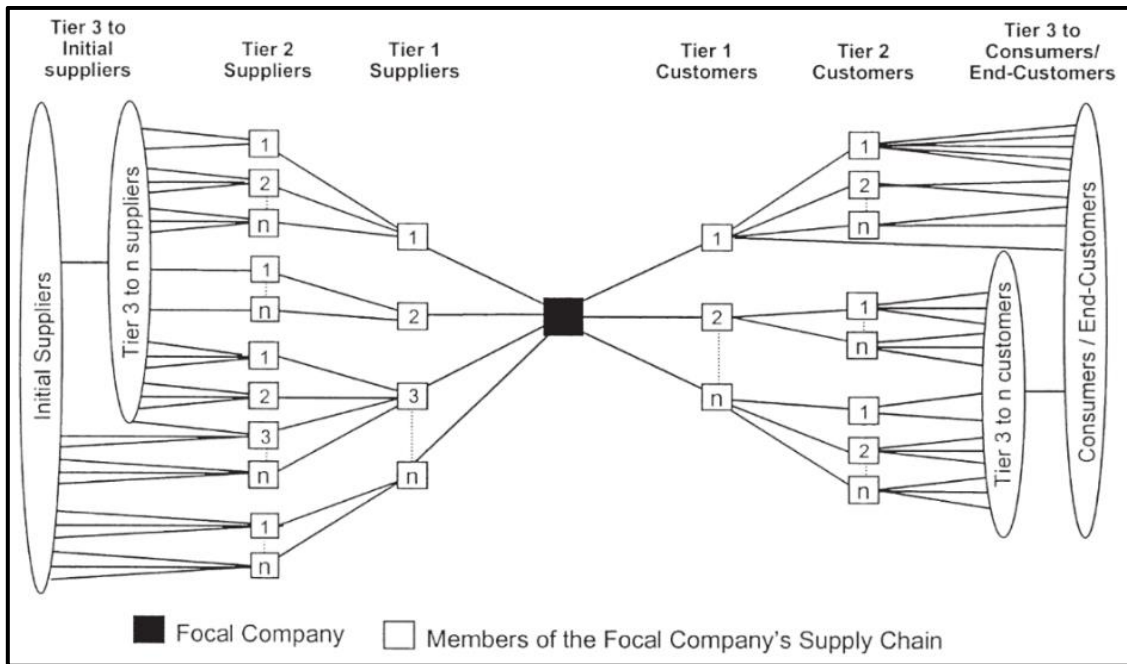 Tier 3 to
Initial
suppliers
Tier 2
Suppliers
Tier 1
Suppliers
Tier 1
Customers
Tier 2
Customers
Tier 3 to
Consumers/
End-Customers
Initial Suppliers
Tier 3 to n suppliers
1
2
n
1
n
1
2
3
n
1
n
1
2
3
n
1
2
n
1
2
n
1
n
1
2
n
Tier 3 to n customers
Consumers / End-Customers
Focal Company
Members of the Focal Company's Supply Chain